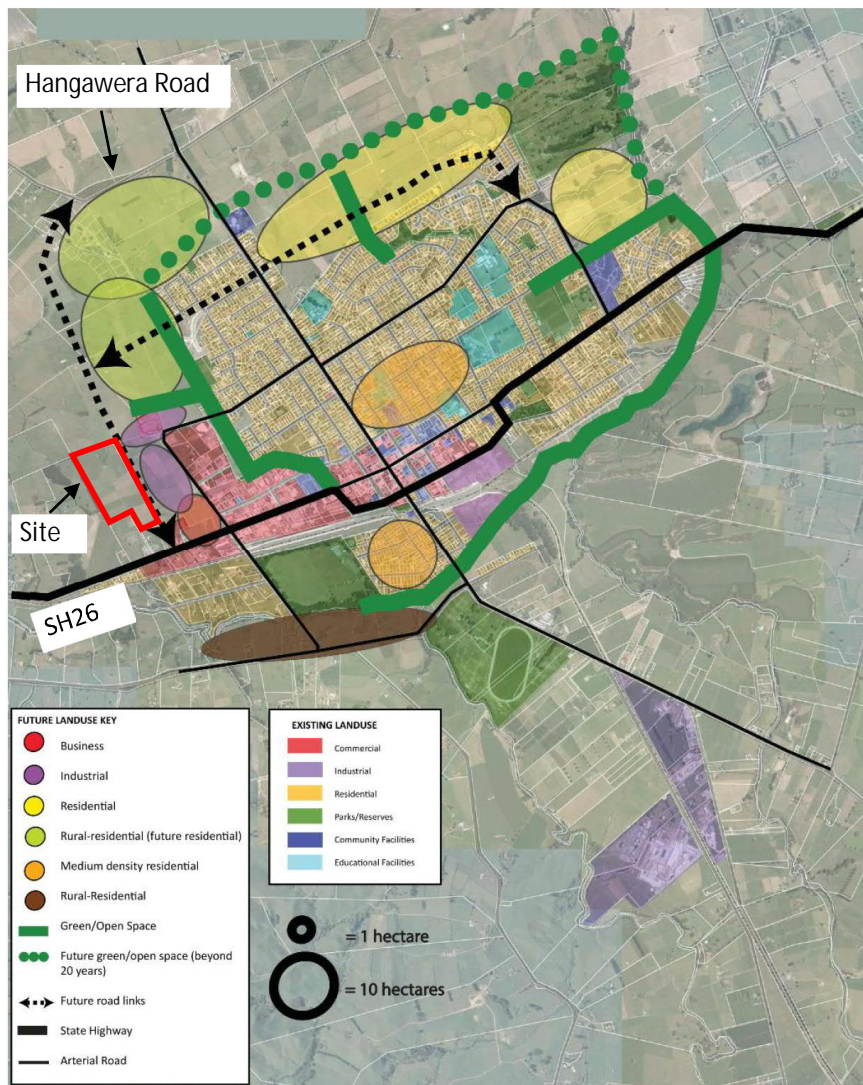 Hangawera Road
Site
SH26
FUTURE LANDUSE KEY
Business
Industrial
Residential
Rural-residential (future residential)
Medium density residential
Rural-Residential
Green/Open Space
Future green/open space (beyond
20 years)
Future road links
State Highway
Arterial Road
EXISTING LANDUSE
Commercial
Industrial
Residential
Parks/Reserves
Community Facilities
Educational Facilities
= 1 hectare
= 10 hectares